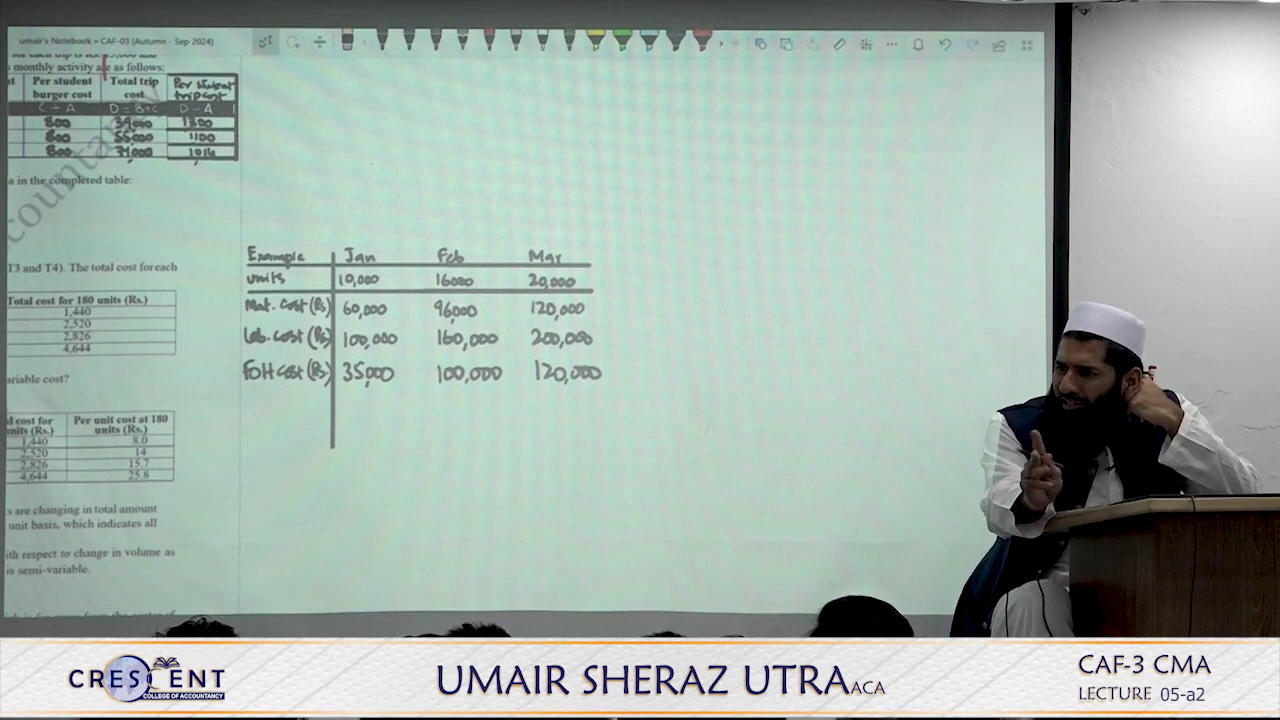 umair's Notebook » CAF-03 (Autumn - Sep 2024)
s monthly activity are as follows:
Per student burger cost | Total trip cost | Per student trip cost
C ÷ A | D = B + C | D ÷ A
800 | 39,000 | 1300
800 | 55,000 | 1100
800 | 71,000 | 1014
a in the completed table:
countancy
T3 and T4). The total cost foreach
Total cost for 180 units (Rs.)
1,440
2,520
2,826
4,644
ariable cost?
l cost for units (Rs.) | Per unit cost at 180 units (Rs.)
1,440 | 8.0
2,520 | 14
2,826 | 15.7
4,644 | 25.8
s are changing in total amount
unit basis, which indicates all
ith respect to change in volume as
is semi-variable.
Example | Jan | Feb | Mar
units | 10,000 | 16000 | 20,000
Mat. Cost (Rs) | 60,000 | 96,000 | 120,000
Lab. Cost (Rs) | 100,000 | 160,000 | 200,000
FOH Cost (Rs) | 35,000 | 100,000 | 120,000
CRESCENT
COLLEGE OF ACCOUNTANCY
UMAIR SHERAZ UTRA ACA
CAF-3 CMA
LECTURE 05-a2